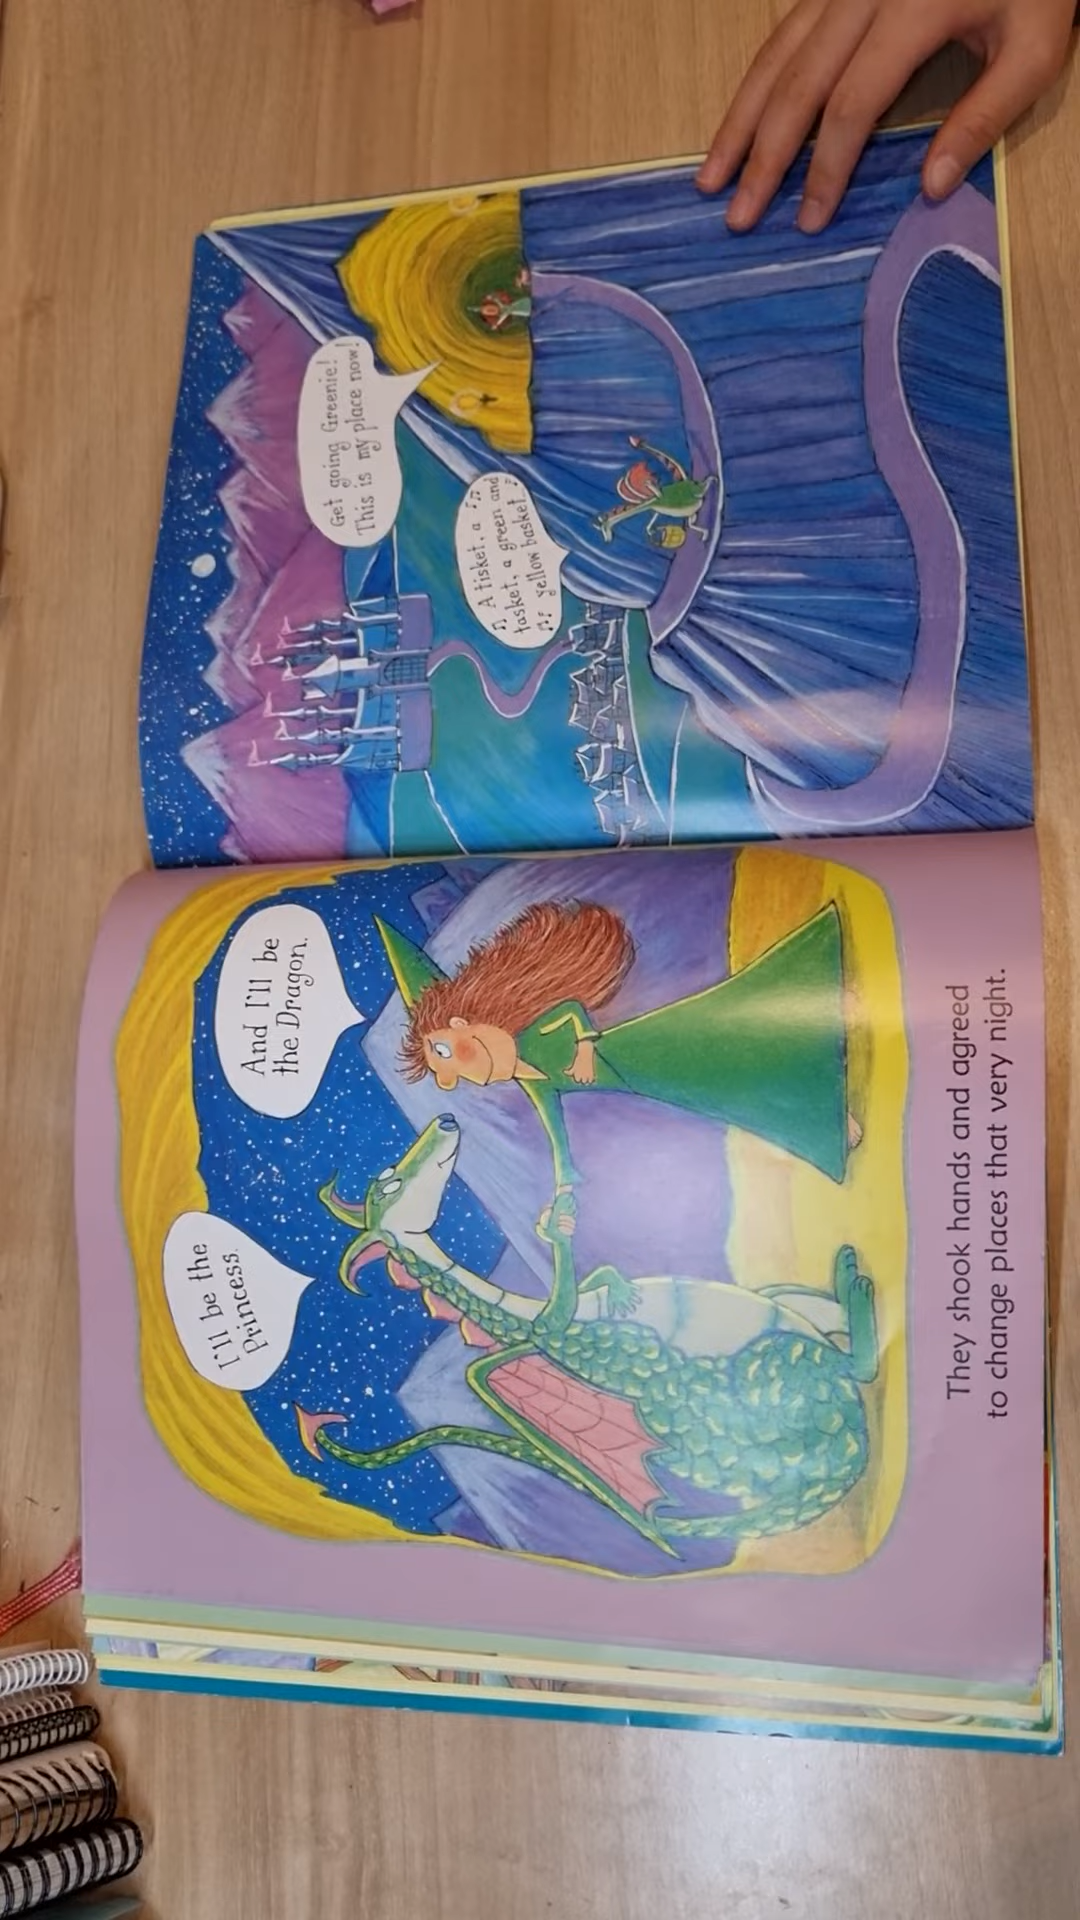 I'll be the
Princess.
And I'll be
the Dragon.
They shook hands and agreed
to change places that very night.
Get going Greenie!
This is my place now!
♫ A tisket, a ♫
tasket, a green and
♫ yellow basket ♫